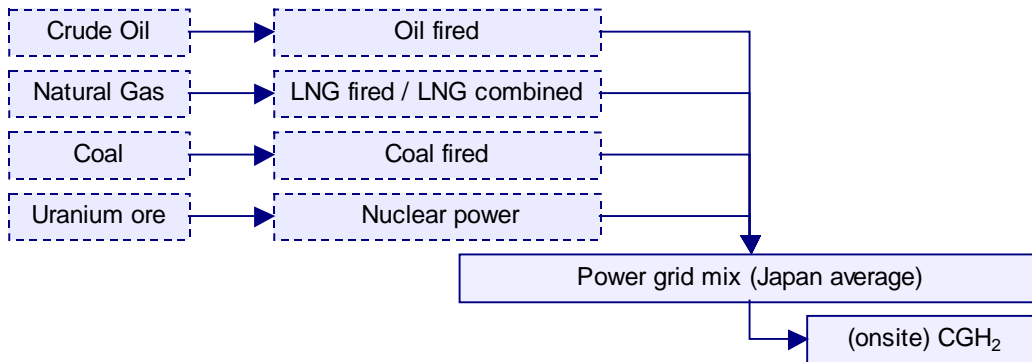 Crude Oil
Oil fired
Natural Gas
LNG fired / LNG combined
Coal
Coal fired
Uranium ore
Nuclear power
Power grid mix (Japan average)
(onsite) CGH₂